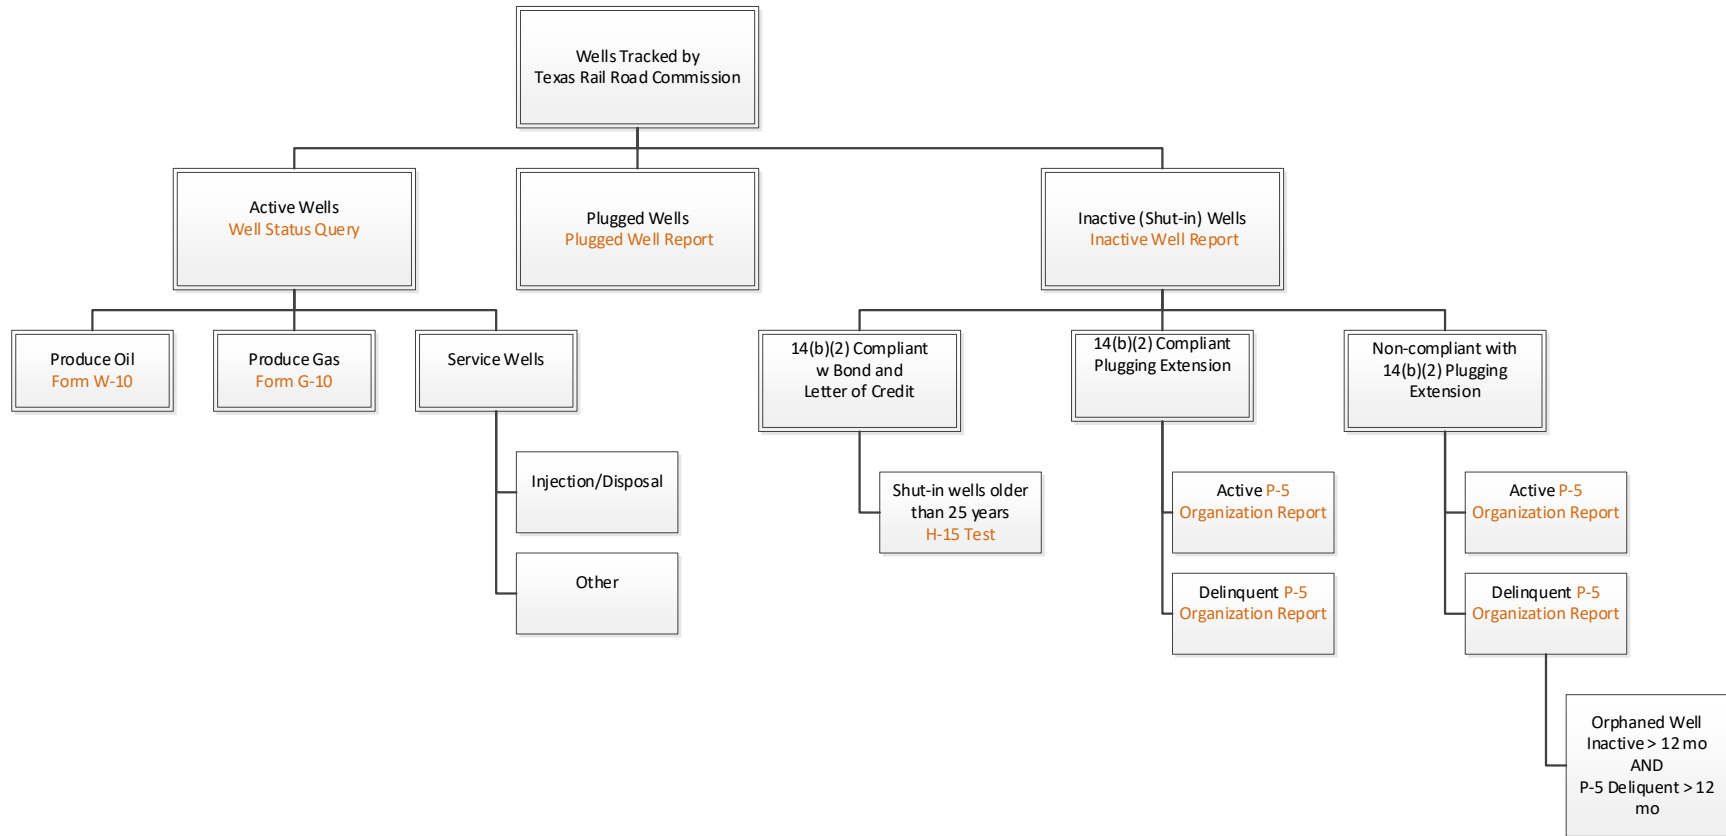 Wells Tracked by
Texas Rail Road Commission
Active Wells
Well Status Query
Plugged Wells
Plugged Well Report
Inactive (Shut-in) Wells
Inactive Well Report
Produce Oil
Form W-10
Produce Gas
Form G-10
Service Wells
14(b)(2) Compliant
w Bond and
Letter of Credit
14(b)(2) Compliant
Plugging Extension
Non-compliant with
14(b)(2) Plugging
Extension
Injection/Disposal
Other
Shut-in wells older
than 25 years
H-15 Test
Active P-5
Organization Report
Delinquent P-5
Organization Report
Active P-5
Organization Report
Delinquent P-5
Organization Report
Orphaned Well
Inactive > 12 mo
AND
P-5 Deliquent > 12
mo